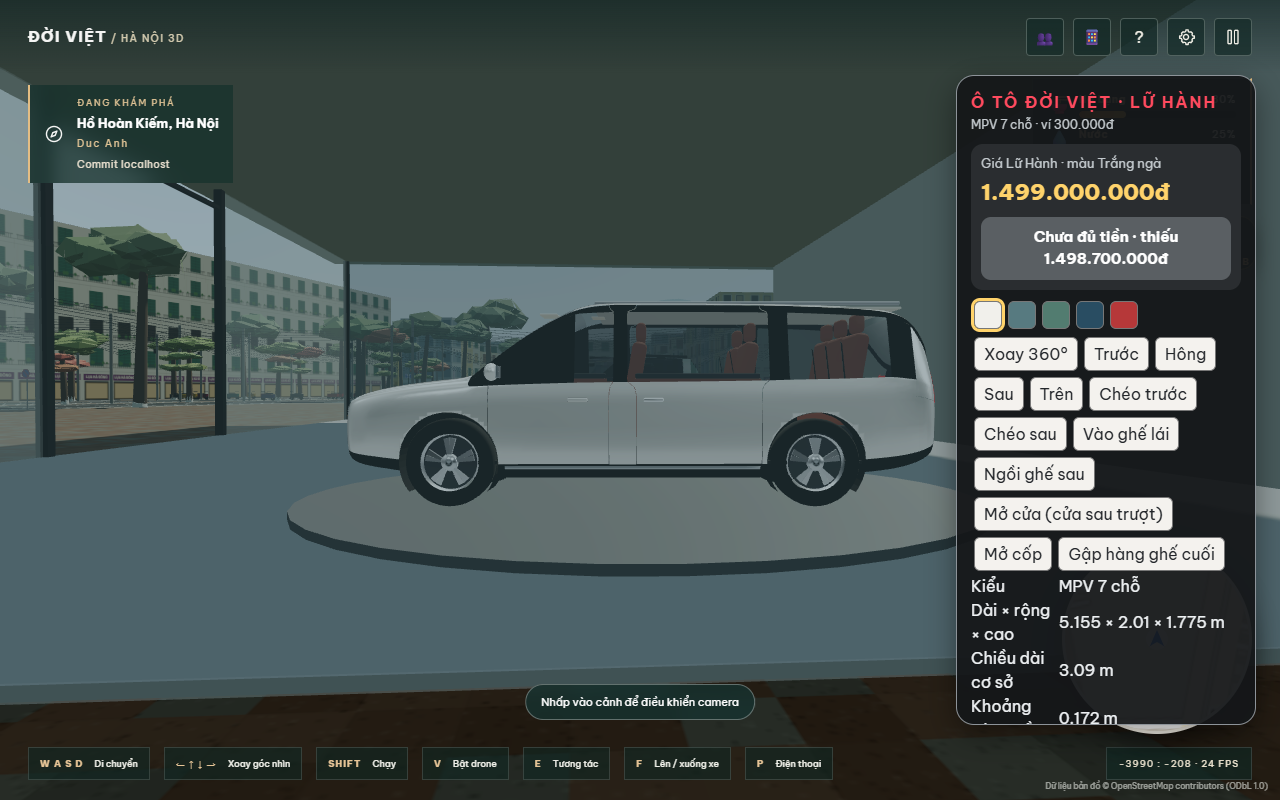 ĐỜI VIỆT / HÀ NỘI 3D
?
ĐANG KHÁM PHÁ
Hồ Hoàn Kiếm, Hà Nội
Duc Anh
Commit localhost
Ô TÔ ĐỜI VIỆT · LỮ HÀNH
MPV 7 chỗ · ví 300.000đ
Giá Lữ Hành · màu Trắng ngà
1.499.000.000đ
Chưa đủ tiền · thiếu
1.498.700.000đ
Xoay 360° Trước Hông
Sau Trên Chéo trước
Chéo sau Vào ghế lái
Ngồi ghế sau
Mở cửa (cửa sau trượt)
Mở cốp Gập hàng ghế cuối
Kiểu MPV 7 chỗ
Dài × rộng
× cao
5.155 × 2.01 × 1.775 m
Chiều dài
cơ sở
3.09 m
Khoảng
0.172 m
Nhấp vào cảnh để điều khiển camera
W A S D Di chuyển
←↑↓→ Xoay góc nhìn
SHIFT Chạy
V Bật drone
E Tương tác
F Lên / xuống xe
P Điện thoại
-3990 : -208 · 24 FPS
Dữ liệu bản đồ © OpenStreetMap contributors (ODbL 1.0)